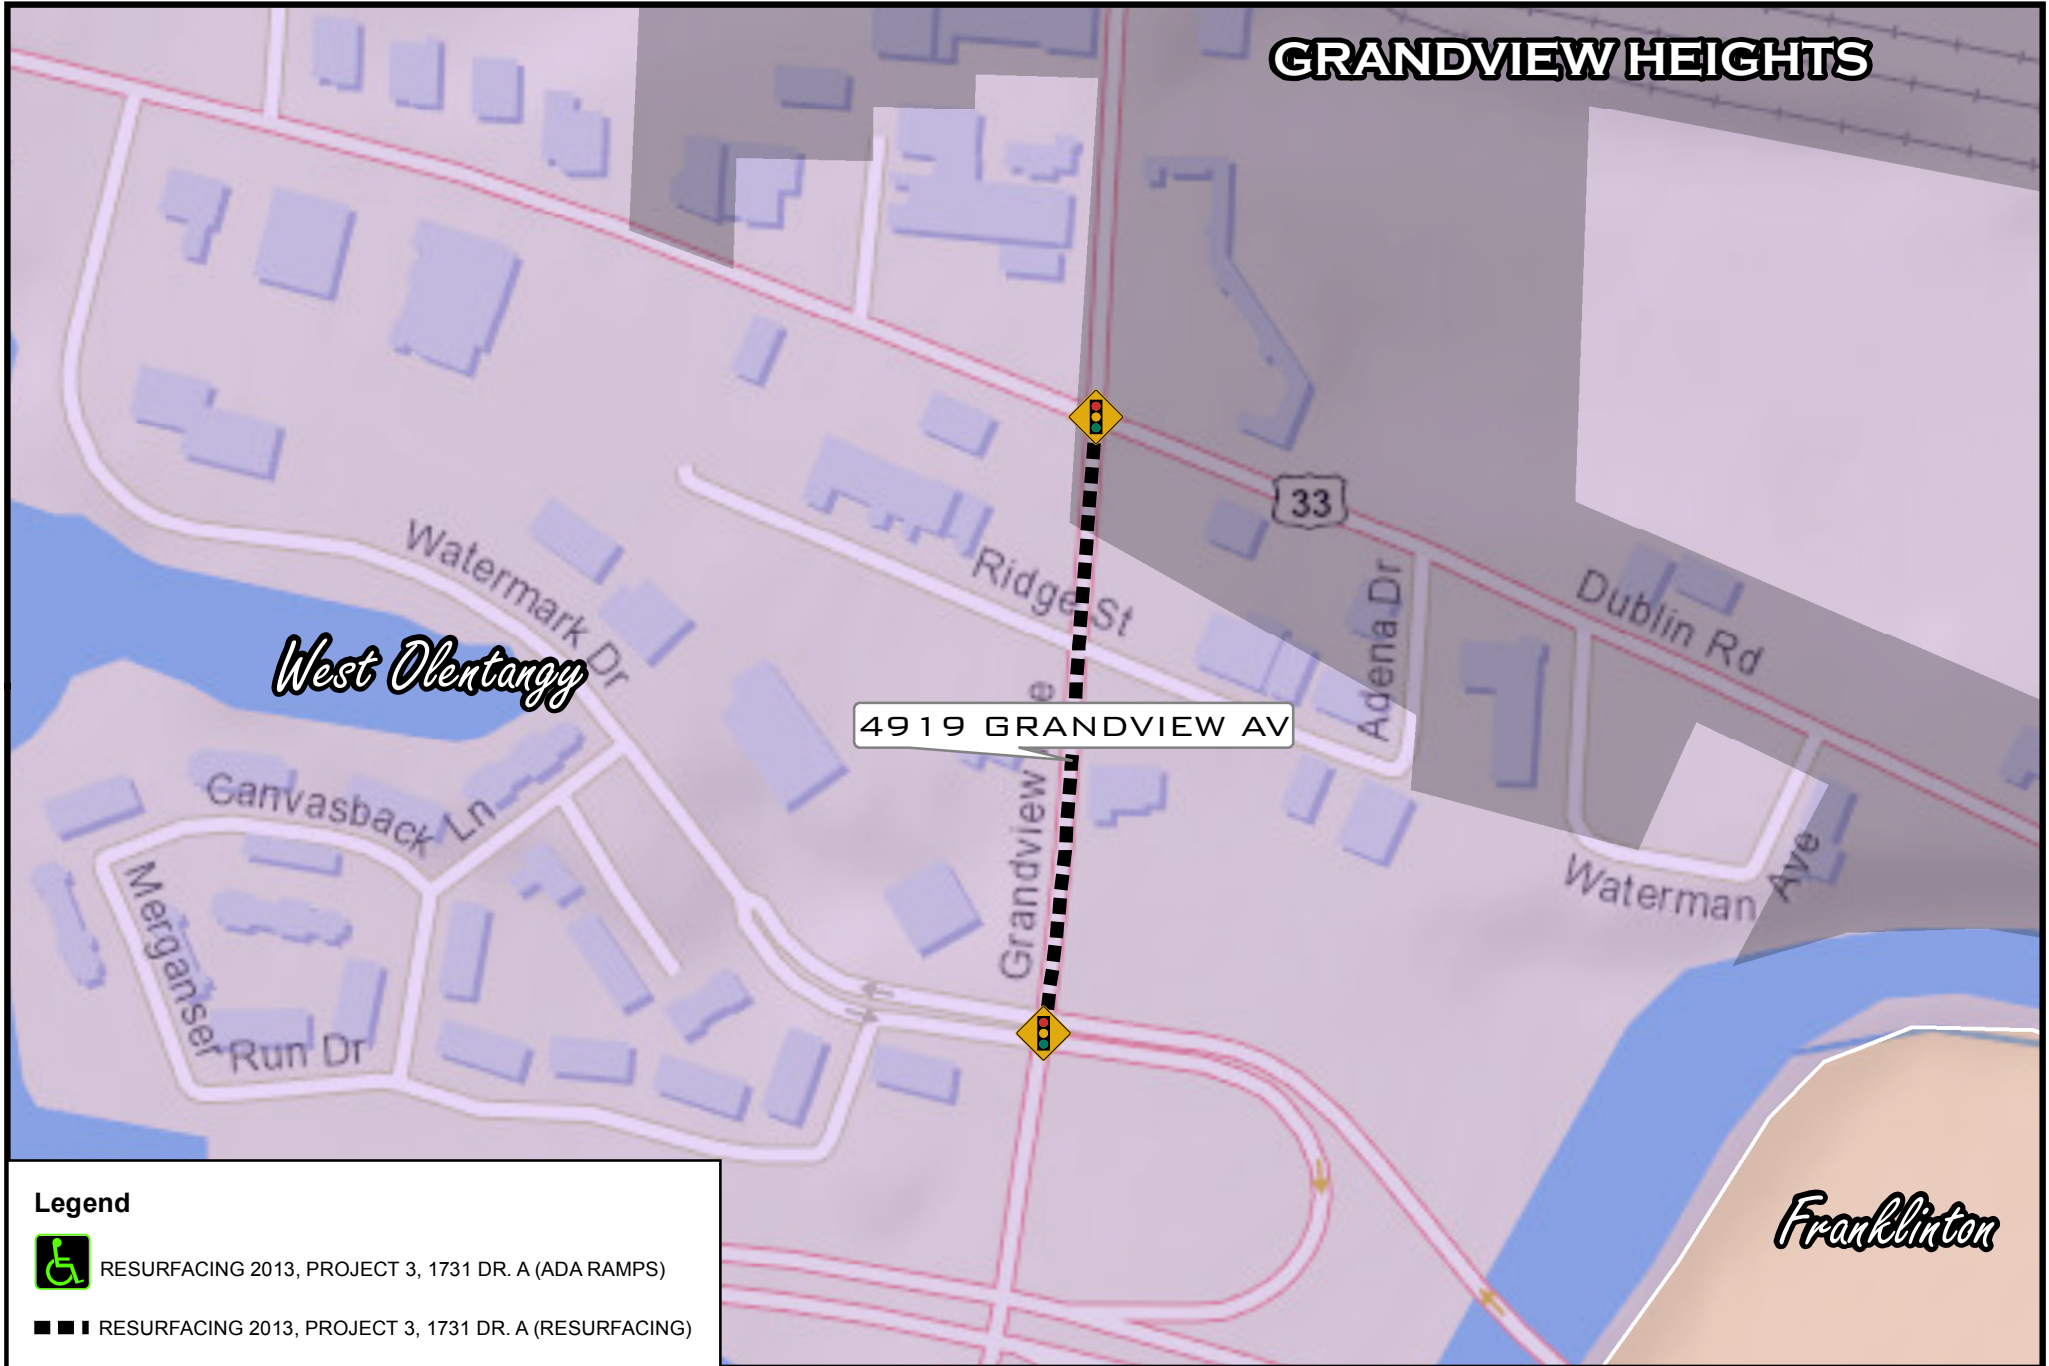 GRANDVIEW HEIGHTS
33
Watermark Dr
Ridge St
Adena Dr
Dublin Rd
West Olentangy
4919 GRANDVIEW AV
Grandview
Canvasback Ln
Merganser
Run Dr
Waterman Ave
Franklinton
Legend
RESURFACING 2013, PROJECT 3, 1731 DR. A (ADA RAMPS)
RESURFACING 2013, PROJECT 3, 1731 DR. A (RESURFACING)